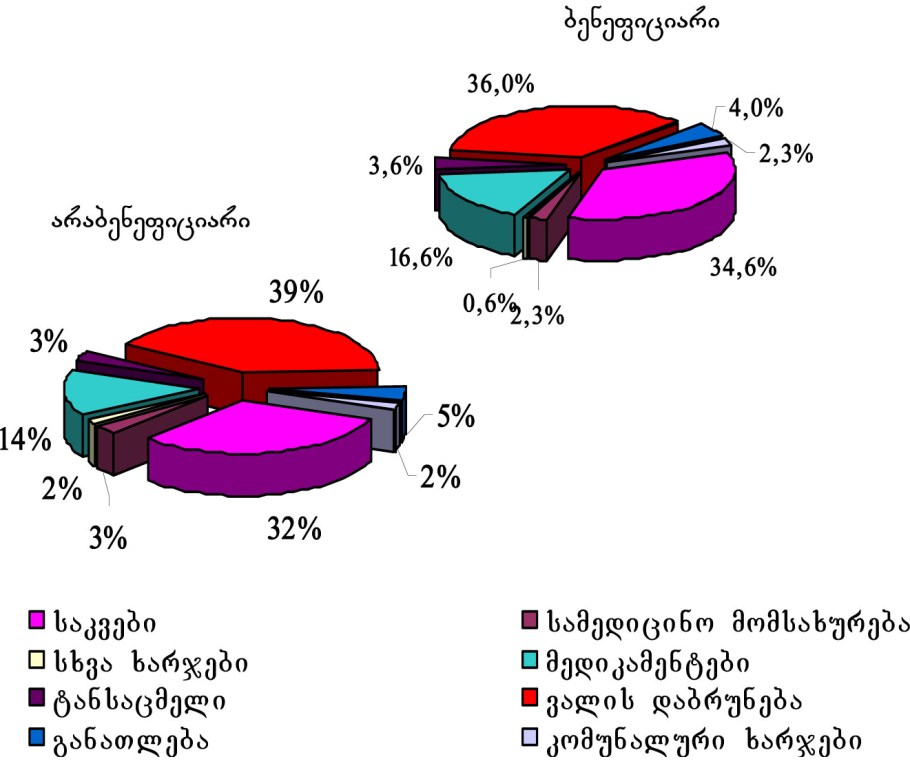 ბენეფიციარი
36,0%
4,0%
2,3%
3,6%
16,6%
34,6%
0,6%
2,3%
არაბენეფიციარი
39%
3%
5%
14%
2%
2%
3%
32%
საკვები
სამედიცინო მომსახურება
სხვა ხარჯები
მედიკამენტები
ტანსაცმელი
ვალის დაბრუნება
განათლება
კომუნალური ხარჯები